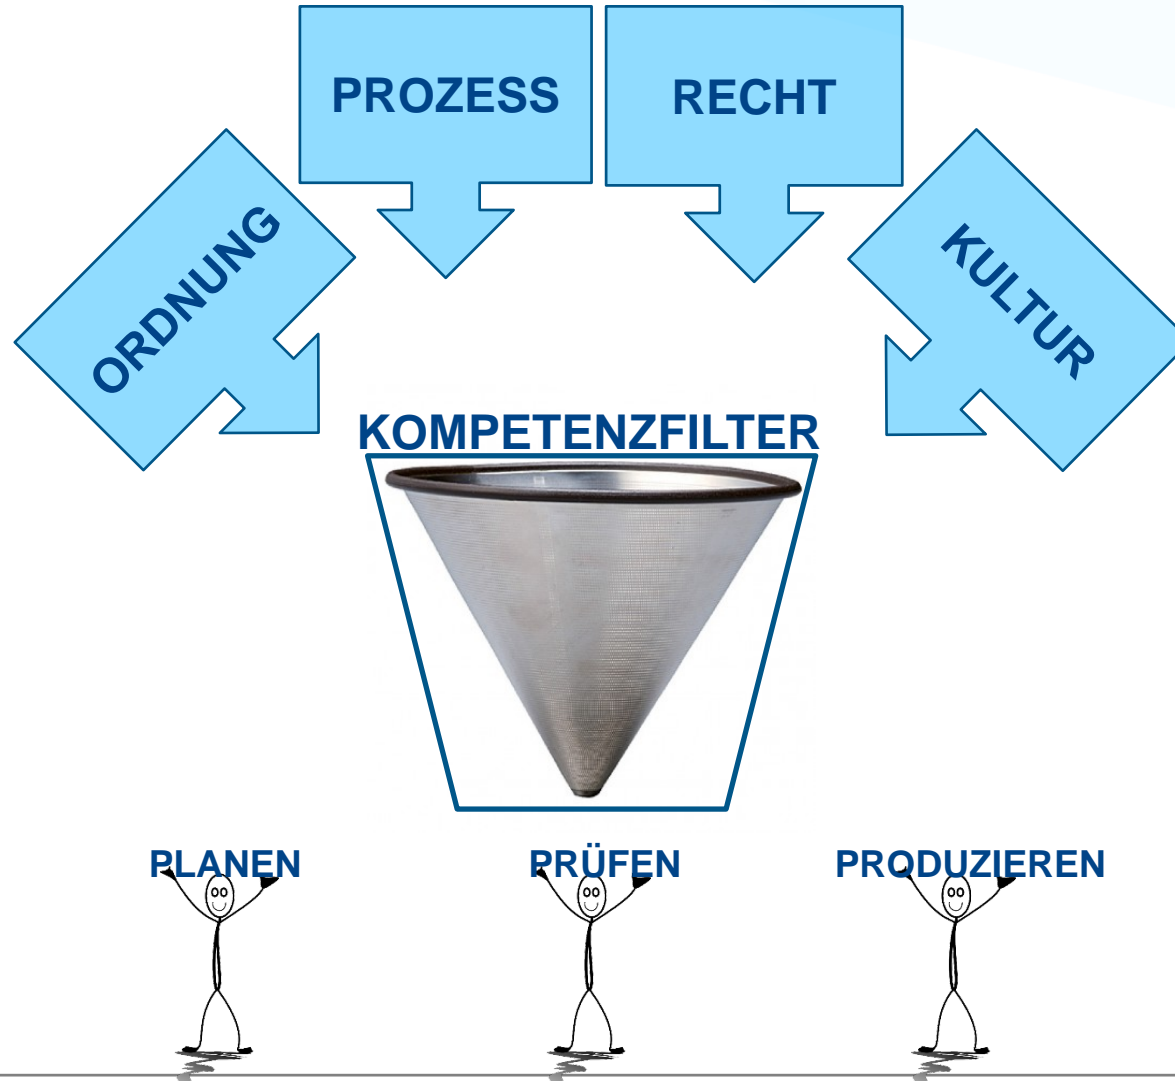 PROZESS
RECHT
ORDNUNG
KULTUR
KOMPETENZFILTER
PLANEN
PRÜFEN
PRODUZIEREN